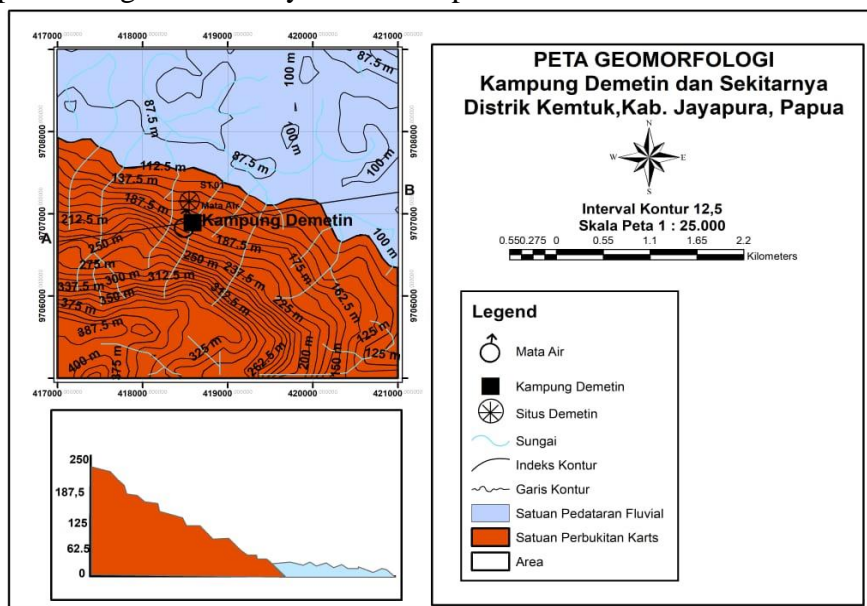 417000 418000 419000 420000 421000
9708000
9707000
9706000
9708000
9707000
9706000
87.5 m
100 m
87.5 m
100 m
87.5 m
100 m
112.5 m
137.5 m
ST.01
B
187.5 m
Mata Air
212.5 m
Kampung Demetin
A
250 m
187.5 m
100 m
275 m
250 m
237.5 m
175 m
300 m
312.5 m
337.5 m
350 m
312.5 m
162.5 m
375 m
225 m
387.5 m
125 m
325 m
200 m
125 m
400 m
375 m
262.5 m
150 m
417000 418000 419000 420000 421000
250
187,5
125
62.5
0
PETA GEOMORFOLOGI
Kampung Demetin dan Sekitarnya
Distrik Kemtuk,Kab. Jayapura, Papua
N
W E
S
Interval Kontur 12,5
Skala Peta 1 : 25.000
0.55 0.275 0 0.55 1.1 1.65 2.2
Kilometers
Legend
Mata Air
Kampung Demetin
Situs Demetin
Sungai
Indeks Kontur
Garis Kontur
Satuan Pedataran Fluvial
Satuan Perbukitan Karts
Area